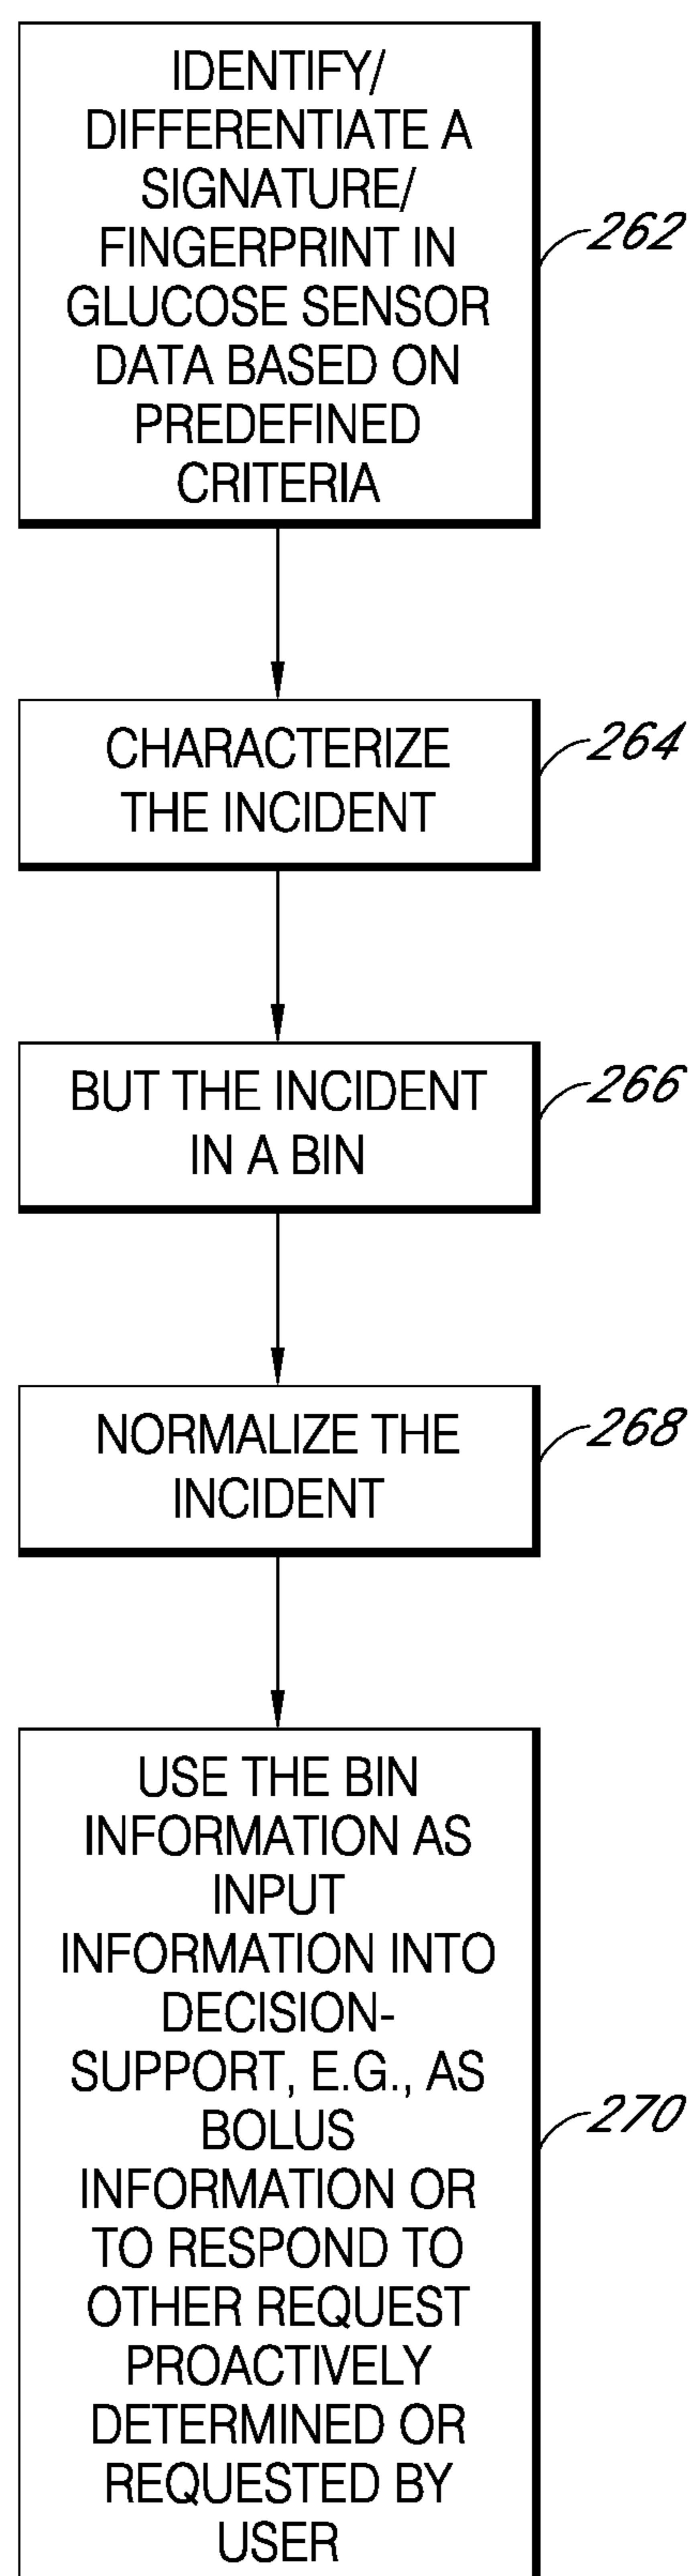 IDENTIFY/
DIFFERENTIATE A
SIGNATURE/
FINGERPRINT IN
GLUCOSE SENSOR
DATA BASED ON
PREDEFINED
CRITERIA
262
CHARACTERIZE
THE INCIDENT
264
BUT THE INCIDENT
IN A BIN
266
NORMALIZE THE
INCIDENT
268
USE THE BIN
INFORMATION AS
INPUT
INFORMATION INTO
DECISION-
SUPPORT, E.G., AS
BOLUS
INFORMATION OR
TO RESPOND TO
OTHER REQUEST
PROACTIVELY
DETERMINED OR
REQUESTED BY
USER
270